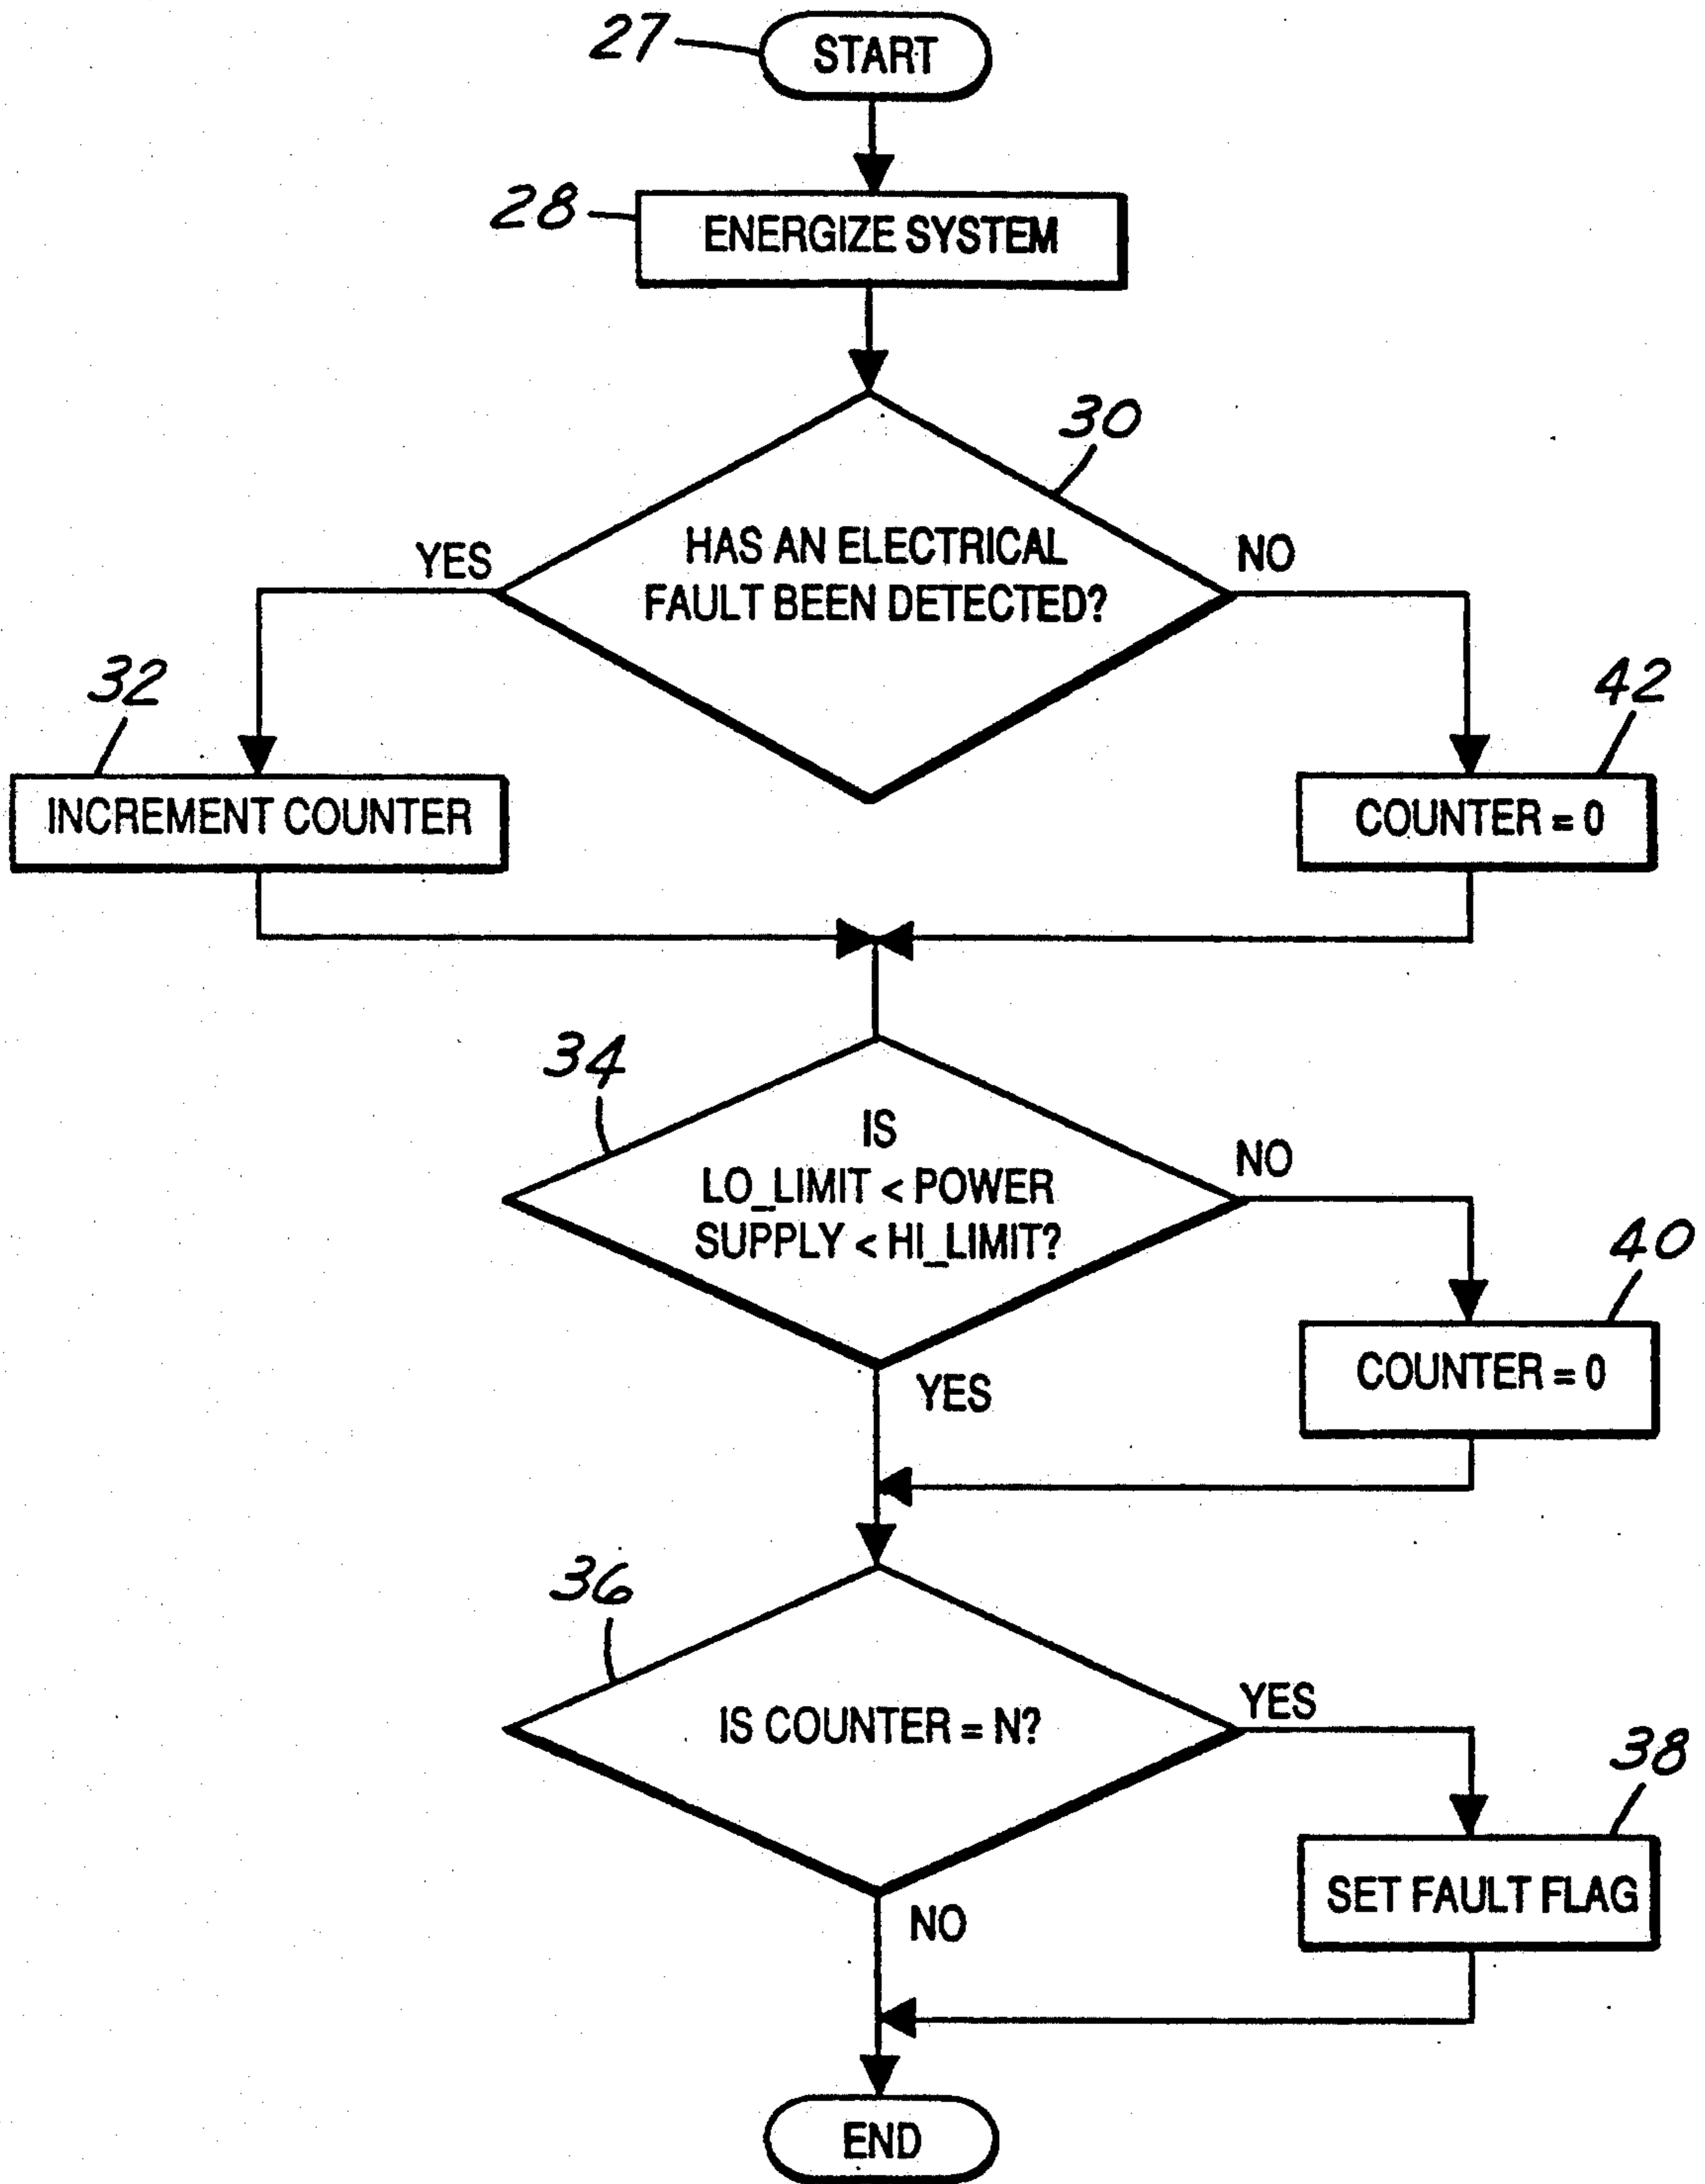 27
START
28
ENERGIZE SYSTEM
30
HAS AN ELECTRICAL
FAULT BEEN DETECTED?
YES
NO
32
INCREMENT COUNTER
42
COUNTER = 0
34
IS
LO_LIMIT < POWER
SUPPLY < HI_LIMIT?
NO
YES
40
COUNTER = 0
36
IS COUNTER = N?
YES
NO
38
SET FAULT FLAG
END